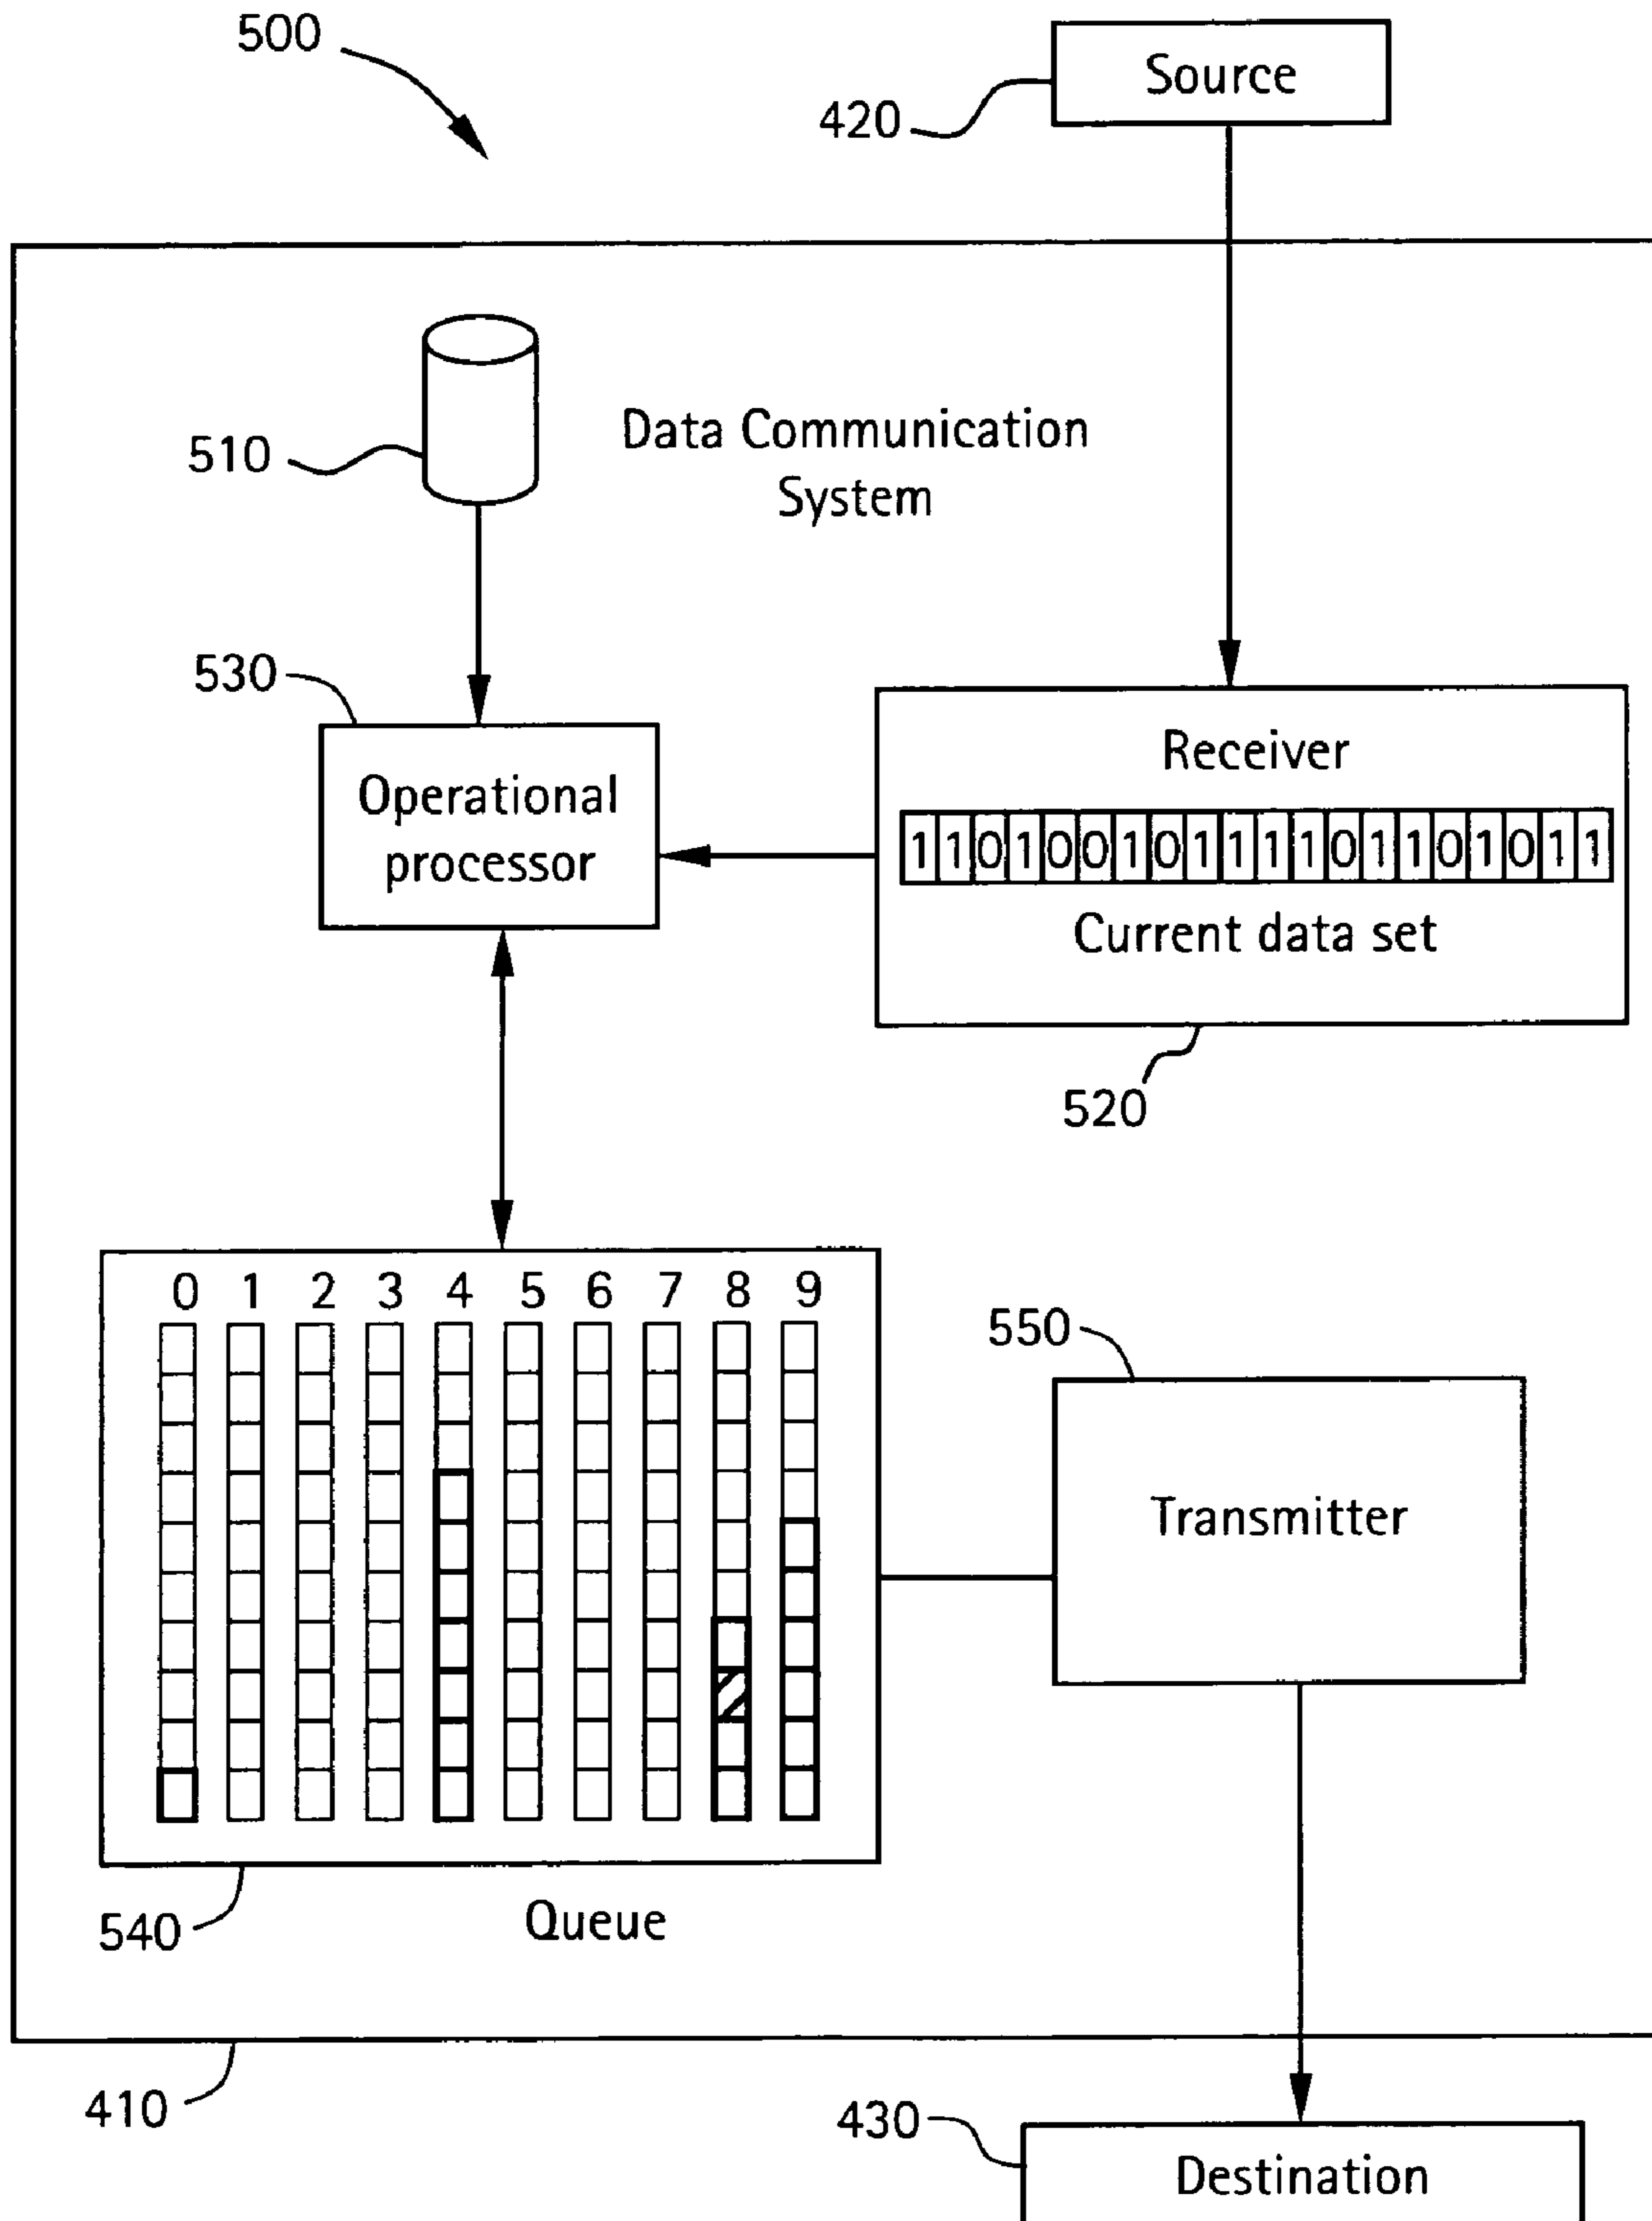 500
Source
420
510
Data Communication
System
530
Operational
processor
Receiver
1 1 0 1 0 0 1 0 1 1 1 1 0 1 1 0 1 0 1 1
Current data set
520
0 1 2 3 4 5 6 7 8 9
550
Transmitter
540
Queue
410
430
Destination